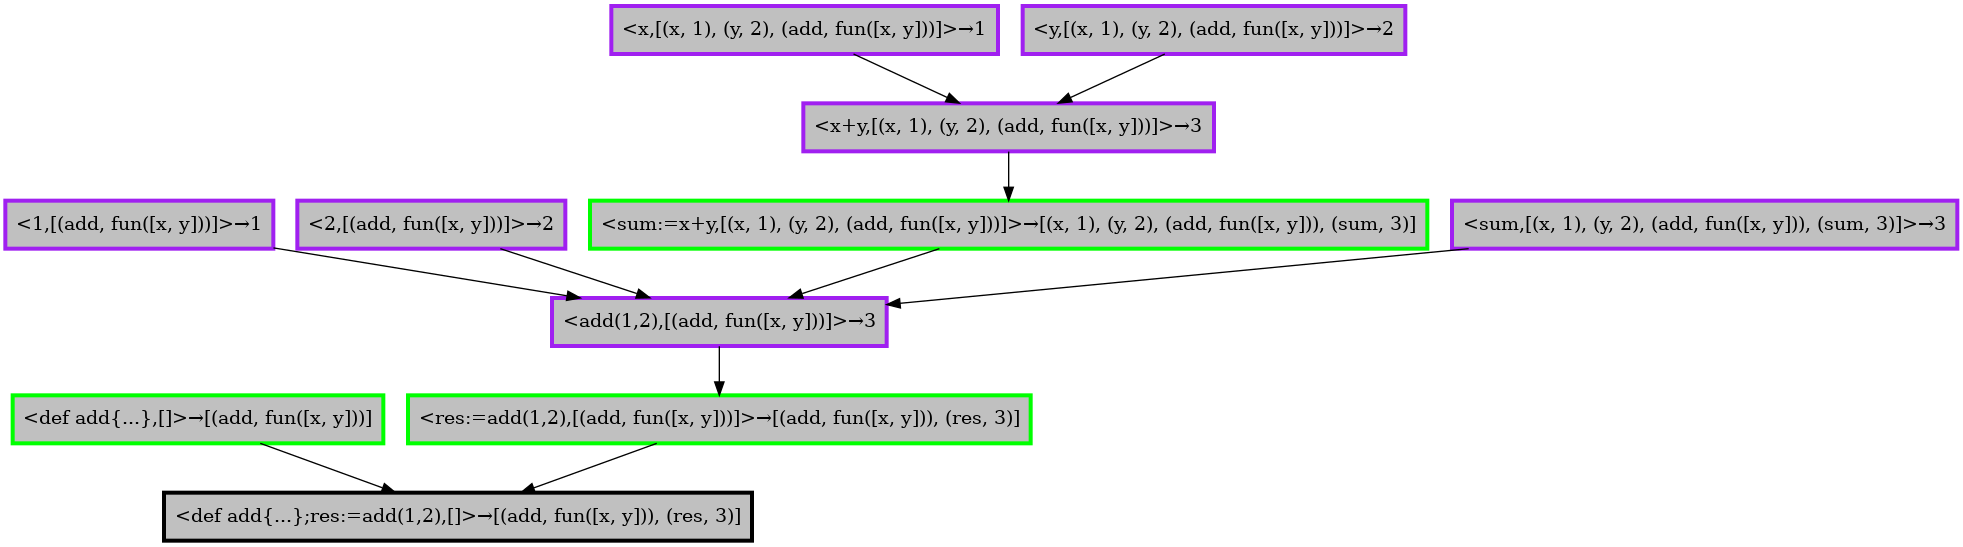 <x,[(x, 1), (y, 2), (add, fun([x, y]))]>→1
<y,[(x, 1), (y, 2), (add, fun([x, y]))]>→2
<x+y,[(x, 1), (y, 2), (add, fun([x, y]))]>→3
<1,[(add, fun([x, y]))]>→1
<2,[(add, fun([x, y]))]>→2
<sum:=x+y,[(x, 1), (y, 2), (add, fun([x, y]))]>→[(x, 1), (y, 2), (add, fun([x, y])), (sum, 3)]
<sum,[(x, 1), (y, 2), (add, fun([x, y])), (sum, 3)]>→3
<add(1,2),[(add, fun([x, y]))]>→3
<def add{...},[]>→[(add, fun([x, y]))]
<res:=add(1,2),[(add, fun([x, y]))]>→[(add, fun([x, y])), (res, 3)]
<def add{...};res:=add(1,2),[]>→[(add, fun([x, y])), (res, 3)]